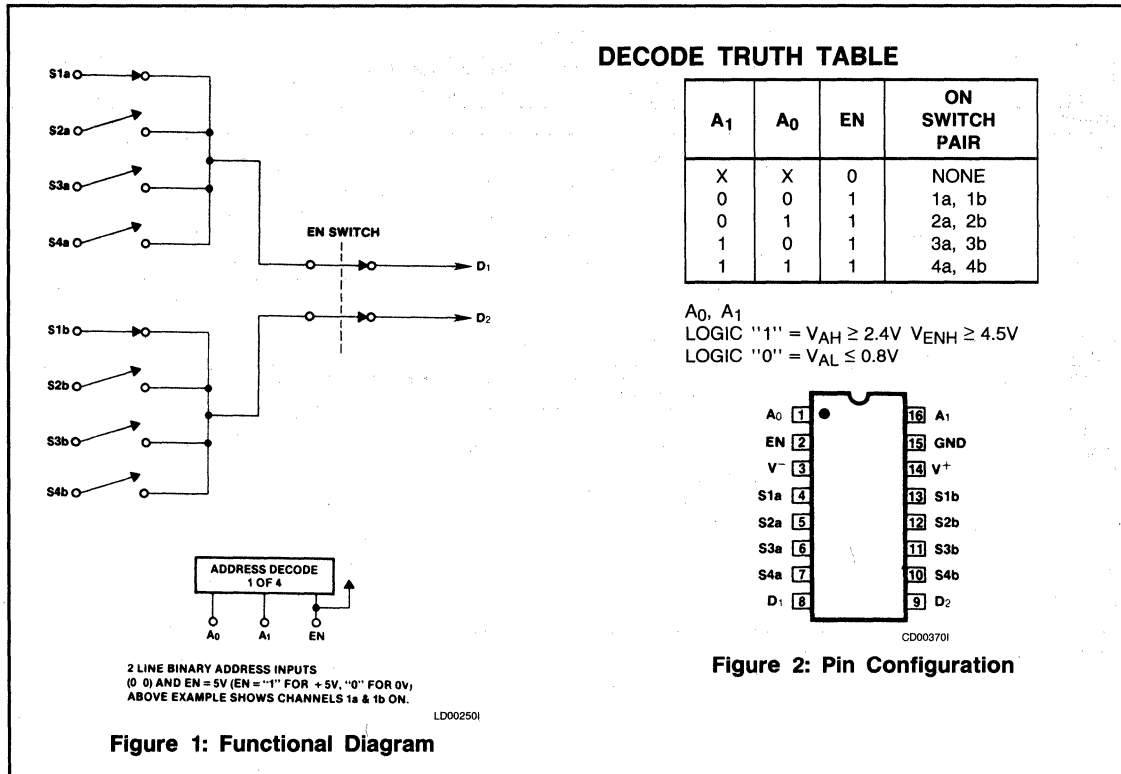 S1a
S2a
S3a
S4a
EN SWITCH
D1
D2
S1b
S2b
S3b
S4b
ADDRESS DECODE
1 OF 4
A0 A1 EN
2 LINE BINARY ADDRESS INPUTS
(0 0) AND EN = 5V (EN = "1" FOR + 5V, "0" FOR 0V)
ABOVE EXAMPLE SHOWS CHANNELS 1a & 1b ON.
LD00250I
Figure 1: Functional Diagram
DECODE TRUTH TABLE
A1 A0 EN ON SWITCH PAIR
X X 0 NONE
0 0 1 1a, 1b
0 1 1 2a, 2b
1 0 1 3a, 3b
1 1 1 4a, 4b
A0, A1
LOGIC "1" = VAH ≥ 2.4V VENH ≥ 4.5V
LOGIC "0" = VAL ≤ 0.8V
A0 1 16 A1
EN 2 15 GND
V- 3 14 V+
S1a 4 13 S1b
S2a 5 12 S2b
S3a 6 11 S3b
S4a 7 10 S4b
D1 8 9 D2
CD00370I
Figure 2: Pin Configuration